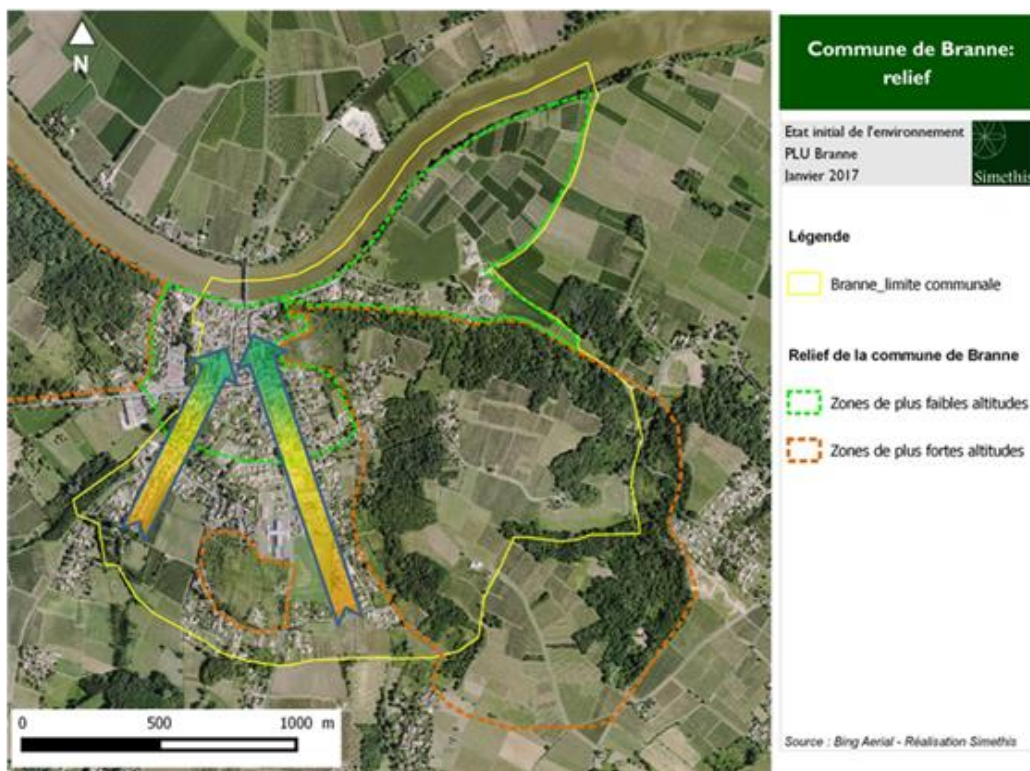 N
0 500 1000 m
Commune de Branne:
relief
Etat initial de l'environnement
PLU Branne
Janvier 2017
Simethis
Légende
Branne_limite communale
Relief de la commune de Branne
Zones de plus faibles altitudes
Zones de plus fortes altitudes
Source : Bing Aerial - Réalisation Simethis